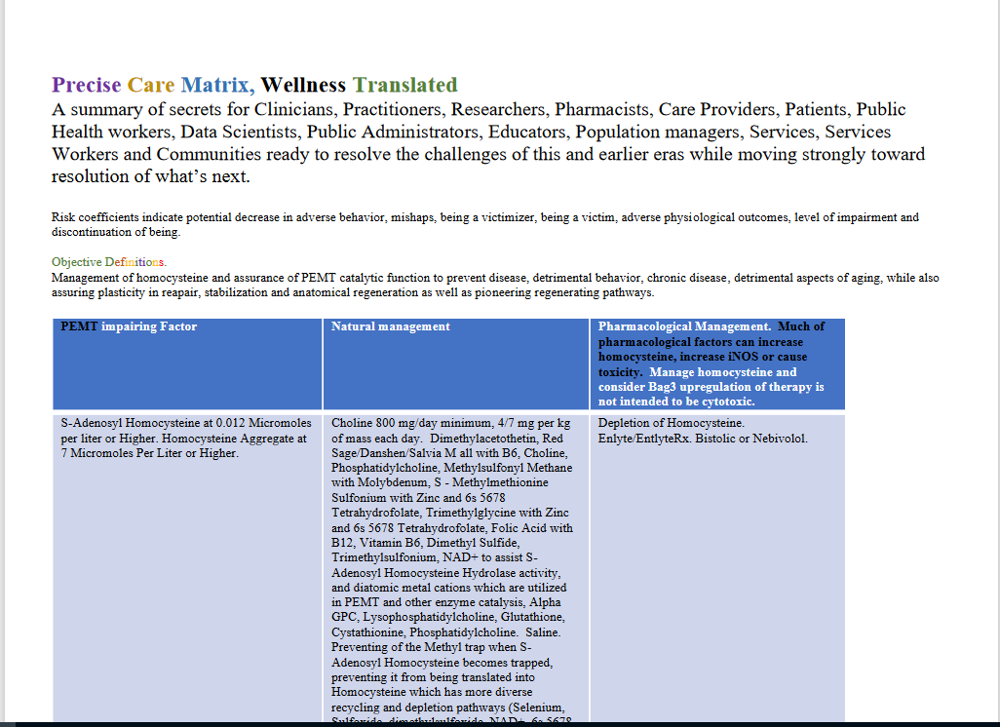 Precise Care Matrix, Wellness Translated
A summary of secrets for Clinicians, Practitioners, Researchers, Pharmacists, Care Providers, Patients, Public
Health workers, Data Scientists, Public Administrators, Educators, Population managers, Services, Services
Workers and Communities ready to resolve the challenges of this and earlier eras while moving strongly toward
resolution of what’s next.
Risk coefficients indicate potential decrease in adverse behavior, mishaps, being a victimizer, being a victim, adverse physiological outcomes, level of impairment and
discontinuation of being.
Objective Definitions.
Management of homocysteine and assurance of PEMT catalytic function to prevent disease, detrimental behavior, chronic disease, detrimental aspects of aging, while also
assuring plasticity in reapair, stabilization and anatomical regeneration as well as pioneering regenerating pathways.
PEMT impairing Factor
Natural management
Pharmacological Management.  Much of
pharmacological factors can increase
homocysteine, increase iNOS or cause
toxicity.  Manage homocysteine and
consider Bag3 upregulation of therapy is
not intended to be cytotoxic.
S-Adenosyl Homocysteine at 0.012 Micromoles
per liter or Higher. Homocysteine Aggregate at
7 Micromoles Per Liter or Higher.
Choline 800 mg/day minimum, 4/7 mg per kg
of mass each day.  Dimethylacetothetin, Red
Sage/Danshen/Salvia M all with B6, Choline,
Phosphatidylcholine, Methylsulfonyl Methane
with Molybdenum, S - Methylmethionine
Sulfonium with Zinc and 6s 5678
Tetrahydrofolate, Trimethylglycine with Zinc
and 6s 5678 Tetrahydrofolate, Folic Acid with
B12, Vitamin B6, Dimethyl Sulfide,
Trimethylsulfonium, NAD+ to assist S-
Adenosyl Homocysteine Hydrolase activity,
and diatomic metal cations which are utilized
in PEMT and other enzyme catalysis, Alpha
GPC, Lysophosphatidylcholine, Glutathione,
Cystathionine, Phosphatidylcholine.  Saline.
Preventing of the Methyl trap when S-
Adenosyl Homocysteine becomes trapped,
preventing it from being translated into
Homocysteine which has more diverse
recycling and depletion pathways (Selenium,
Sulfoxide, dimethylsulfoxide, NAD+, 6s 5678
Depletion of Homocysteine.
Enlyte/EntlyteRx. Bistolic or Nebivolol.